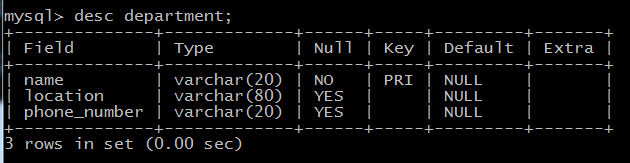 mysql> desc department;
+--------------+-------------+------+-----+---------+-------+
| Field        | Type        | Null | Key | Default | Extra |
+--------------+-------------+------+-----+---------+-------+
| name         | varchar(20) | NO   | PRI | NULL    |       |
| location     | varchar(80) | YES  |     | NULL    |       |
| phone_number | varchar(20) | YES  |     | NULL    |       |
+--------------+-------------+------+-----+---------+-------+
3 rows in set (0.00 sec)